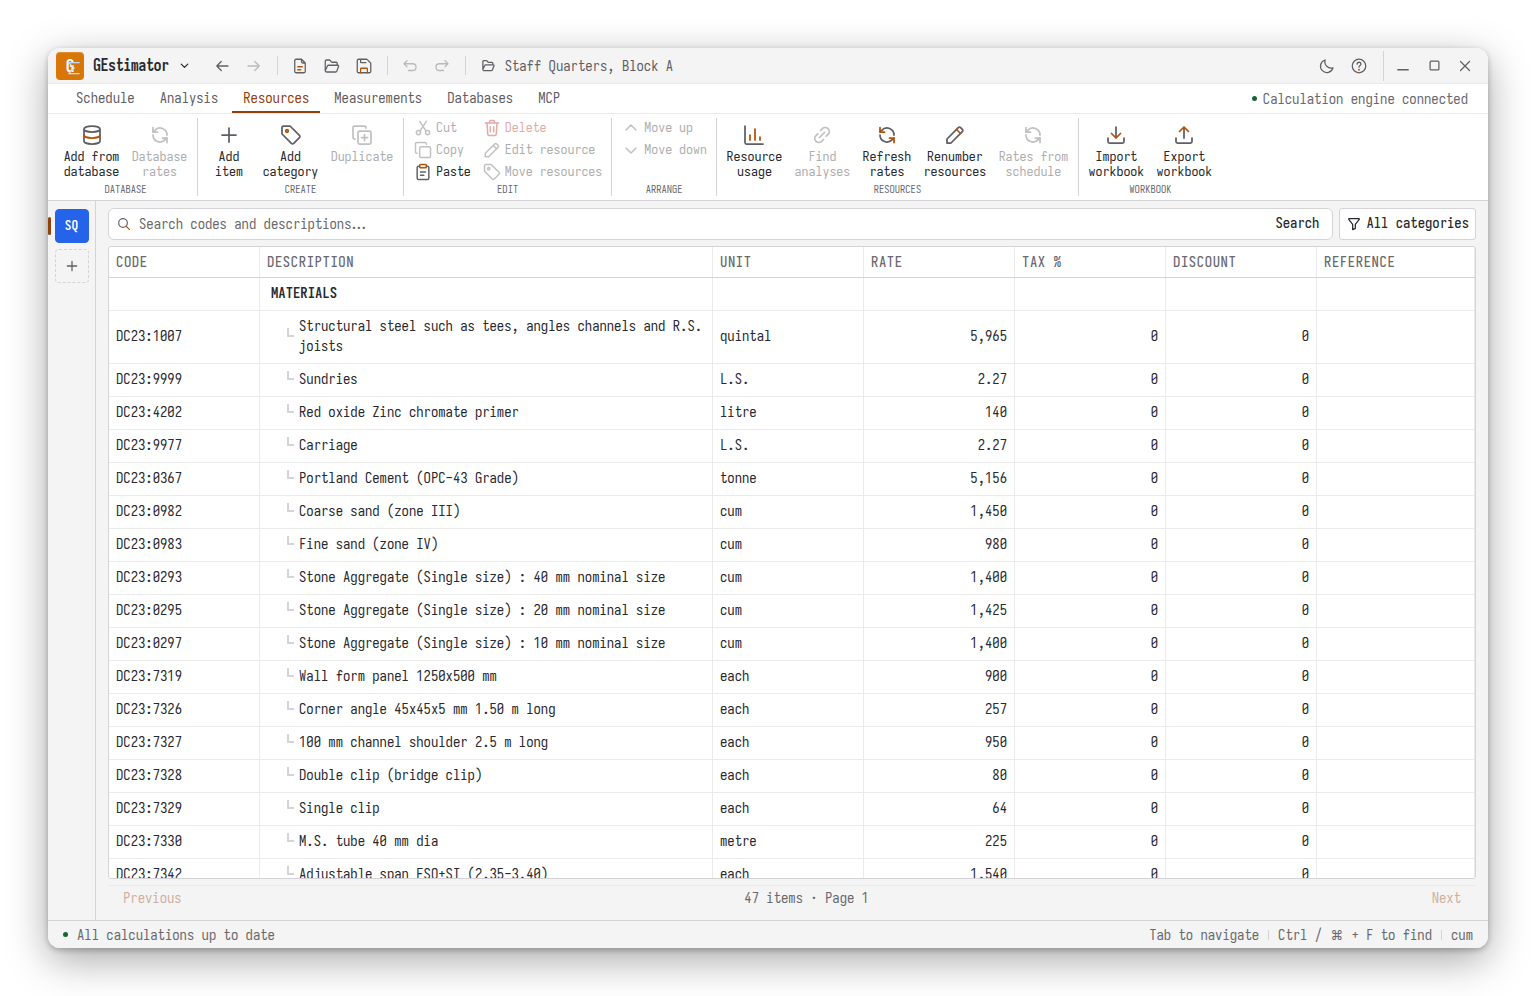 GEstimator
Staff Quarters, Block A
Schedule Analysis Resources Measurements Databases MCP
Calculation engine connected
Add from database
Database rates
DATABASE
Add item
Add category
Duplicate
CREATE
Cut
Copy
Paste
Delete
Edit resource
Move resources
EDIT
Move up
Move down
ARRANGE
Resource usage
Find analyses
Refresh rates
Renumber resources
Rates from schedule
RESOURCES
Import workbook
Export workbook
WORKBOOK
SQ
Search codes and descriptions...
Search
All categories
CODE DESCRIPTION UNIT RATE TAX % DISCOUNT REFERENCE
MATERIALS
DC23:1007 Structural steel such as tees, angles channels and R.S. joists quintal 5,965 0 0
DC23:9999 Sundries L.S. 2.27 0 0
DC23:4202 Red oxide Zinc chromate primer litre 140 0 0
DC23:9977 Carriage L.S. 2.27 0 0
DC23:0367 Portland Cement (OPC-43 Grade) tonne 5,156 0 0
DC23:0982 Coarse sand (zone III) cum 1,450 0 0
DC23:0983 Fine sand (zone IV) cum 980 0 0
DC23:0293 Stone Aggregate (Single size) : 40 mm nominal size cum 1,400 0 0
DC23:0295 Stone Aggregate (Single size) : 20 mm nominal size cum 1,425 0 0
DC23:0297 Stone Aggregate (Single size) : 10 mm nominal size cum 1,400 0 0
DC23:7319 Wall form panel 1250x500 mm each 900 0 0
DC23:7326 Corner angle 45x45x5 mm 1.50 m long each 257 0 0
DC23:7327 100 mm channel shoulder 2.5 m long each 950 0 0
DC23:7328 Double clip (bridge clip) each 80 0 0
DC23:7329 Single clip each 64 0 0
DC23:7330 M.S. tube 40 mm dia metre 225 0 0
DC23:7342 Adjustable span ESO+SI (2.35-3.40) each 1,540 0 0
Previous
47 items · Page 1
Next
All calculations up to date
Tab to navigate
Ctrl / ⌘ + F to find
cum